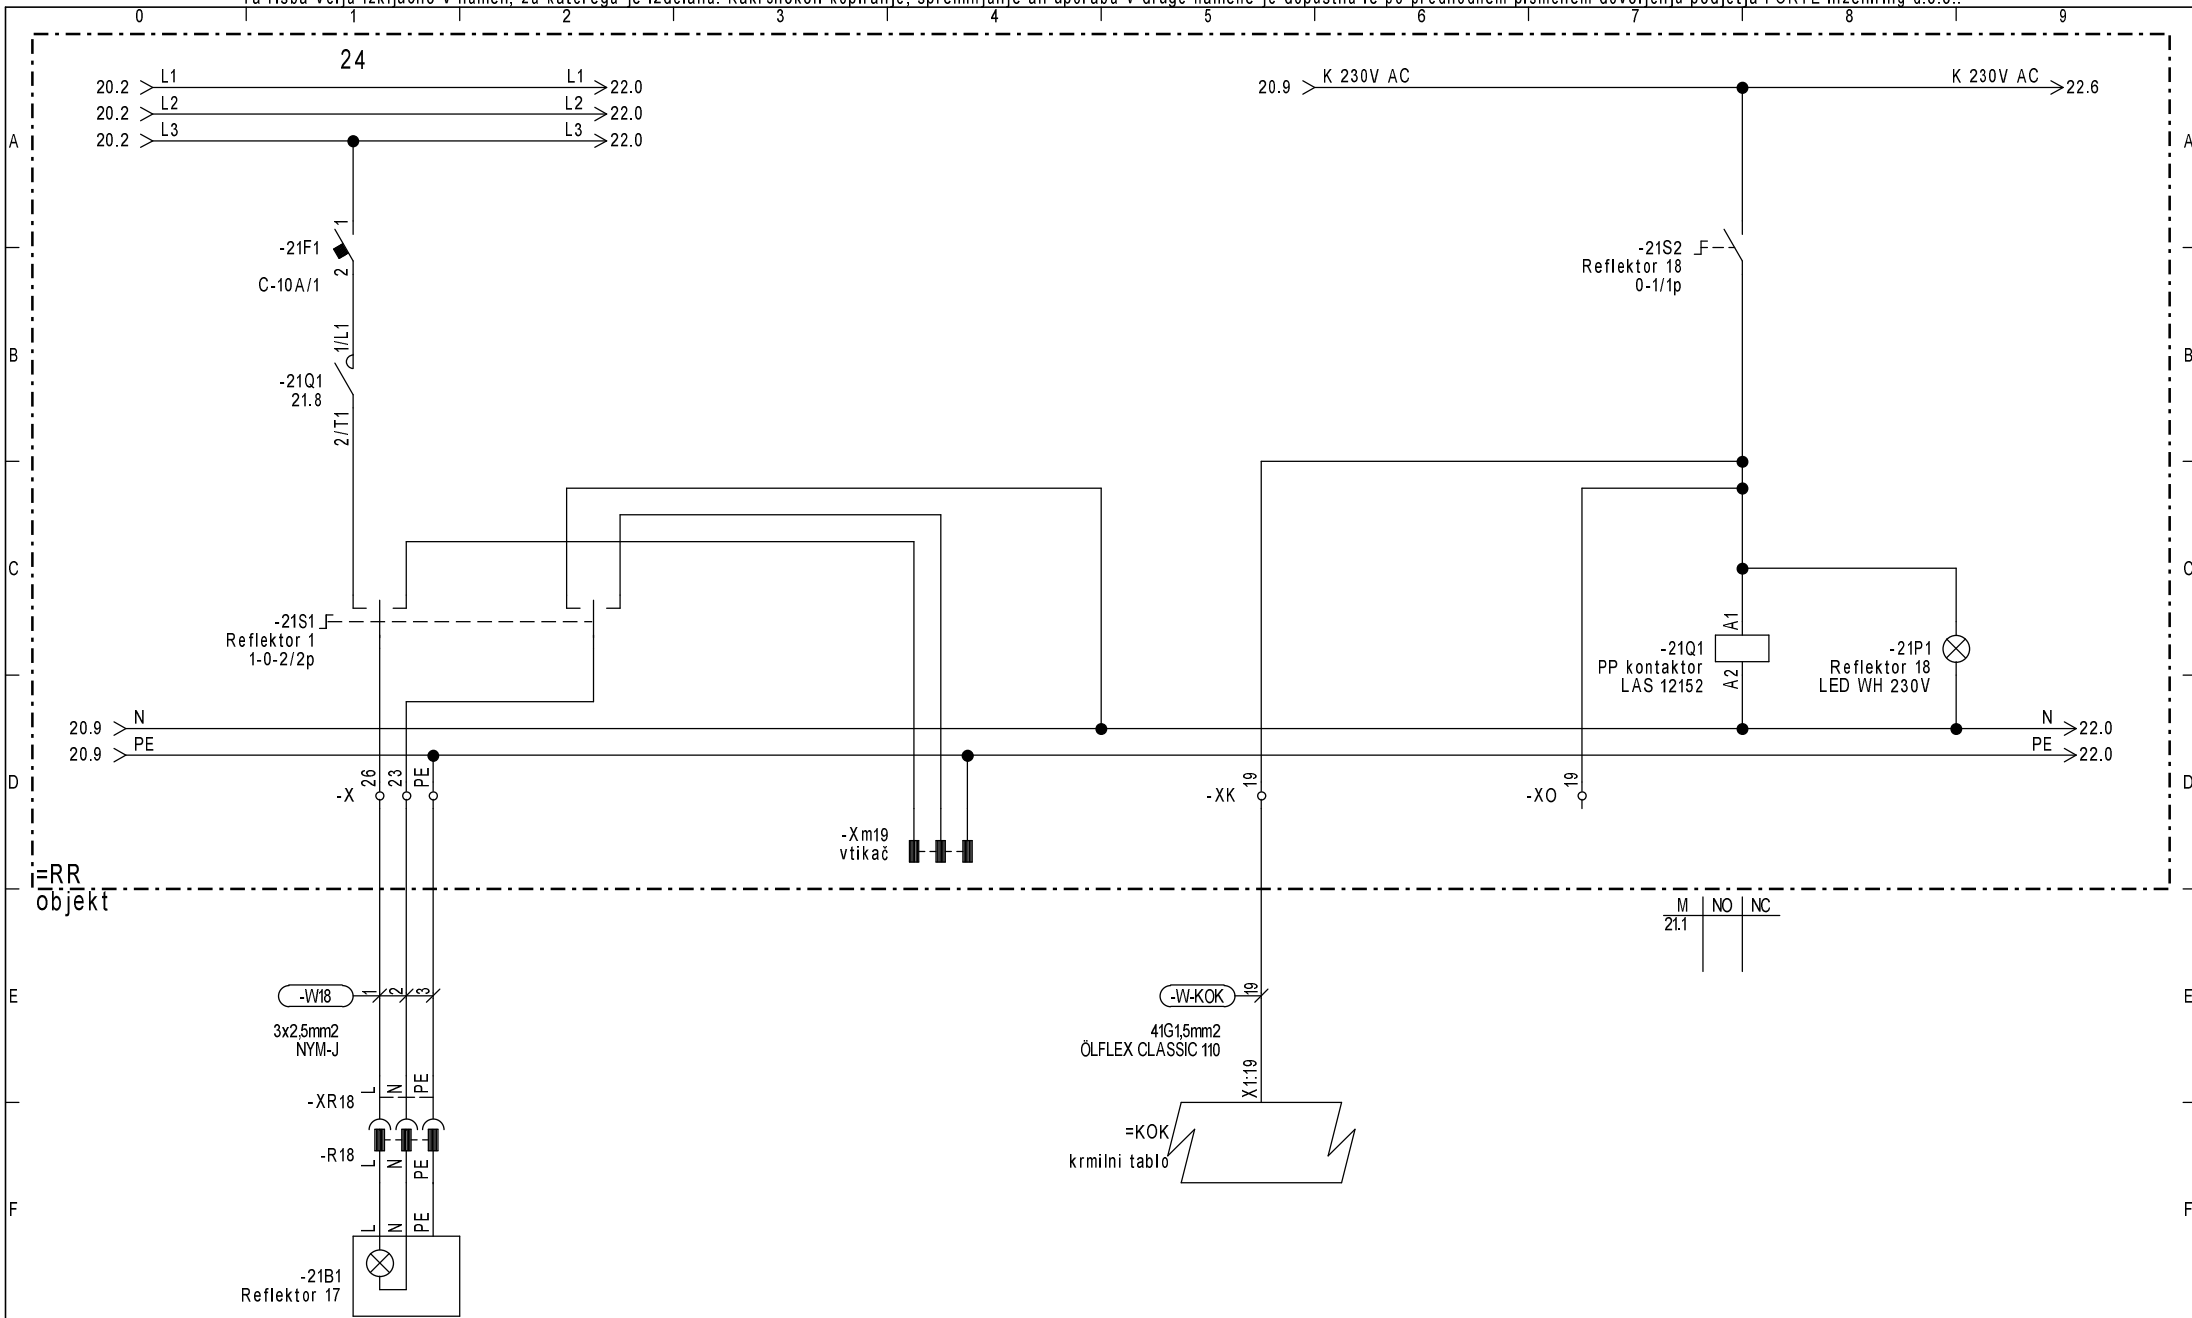 0 1 2 3 4 5 6 7 8 9
24
20.2 L1 L1 22.0
20.2 L2 L2 22.0
20.2 L3 L3 22.0
20.9 K 230V AC K 230V AC 22.6
A A
1
-21F1
2
C-10A/1
-21S2
Reflektor 18
0-1/1p
B B
1/L1
-21Q1
21.8
2/T1
C C
-21S1
Reflektor 1
1-0-2/2p
A1
-21Q1
PP kontaktor
LAS 12152
A2
-21P1
Reflektor 18
LED WH 230V
20.9 N N 22.0
20.9 PE PE 22.0
D D
-X 26 23 PE
-XK 19
-XO 19
-Xm19
vtikač
=RR
objekt
M NO NC
21.1
E E
-W18 1 2 3
3x2,5mm2
NYM-J
-W-KOK 19
41G1,5mm2
ÖLFLEX CLASSIC 110
X1:19
L N PE
-XR18
-R18
L N PE
=KOK
krmilni tablo
F F
L N PE
-21B1
Reflektor 17